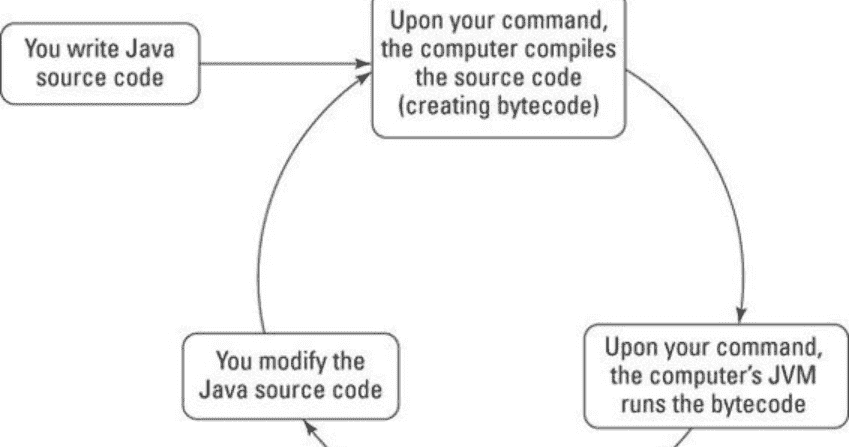 You write Java
source code
Upon your command,
the computer compiles
the source code
(creating bytecode)
You modify the
Java source code
Upon your command,
the computer's JVM
runs the bytecode